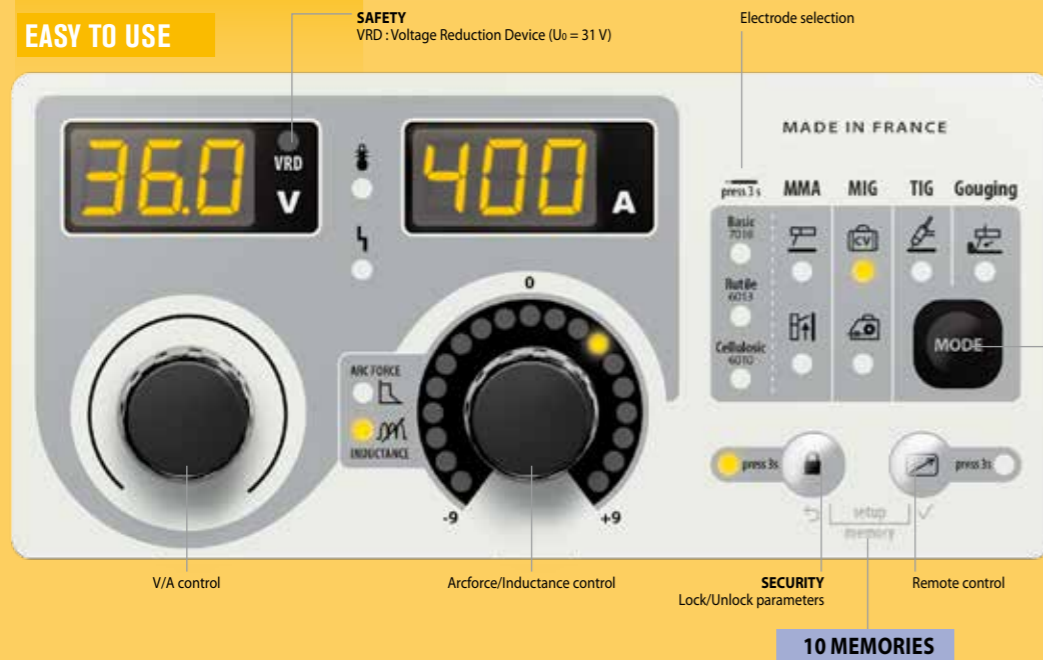 EASY TO USE
SAFETY
VRD : Voltage Reduction Device (U₀ = 31 V)
Electrode selection
36.0
VRD
V
400
A
MADE IN FRANCE
press 3 s
MMA
MIG
TIG
Gouging
Basic
7018
CV
Rutile
6013
Cellulosic
6010
MODE
0
ARC FORCE
INDUCTANCE
-9
+9
press 3s
press 3s
setup
memory
V/A control
Arcforce/Inductance control
SECURITY
Lock/Unlock parameters
Remote control
10 MEMORIES